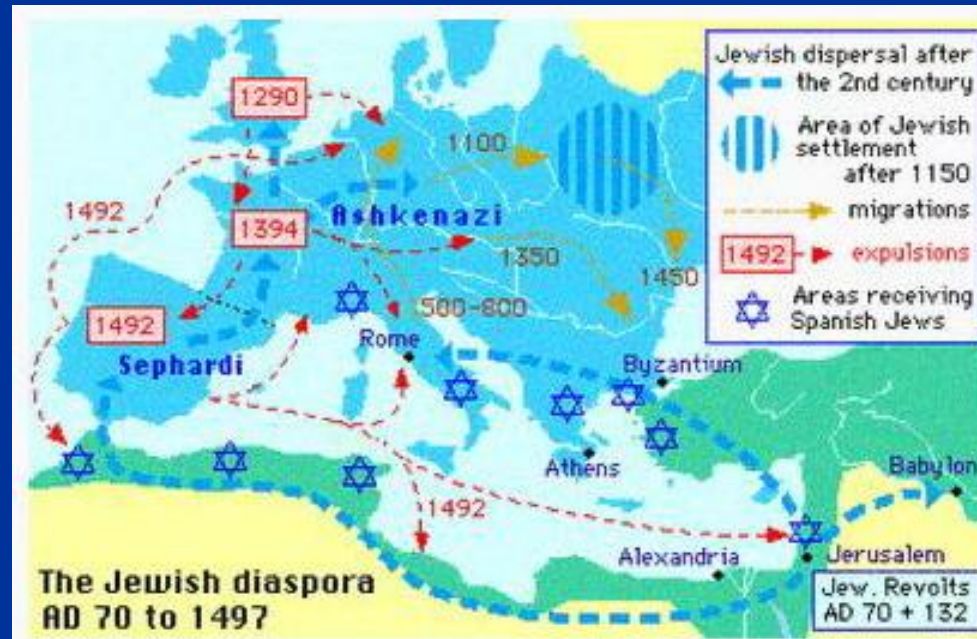 Jewish dispersal after
the 2nd century
Area of Jewish
settlement
after 1150
migrations
1492 expulsions
Areas receiving
Spanish Jews
1290
1100
1492
1394
Ashkenazi
1350
1450
500-800
1492
Rome
Sephardi
Byzantium
Athens
Babylon
1492
Alexandria
Jerusalem
The Jewish diaspora
AD 70 to 1497
Jew. Revolts
AD 70 + 132